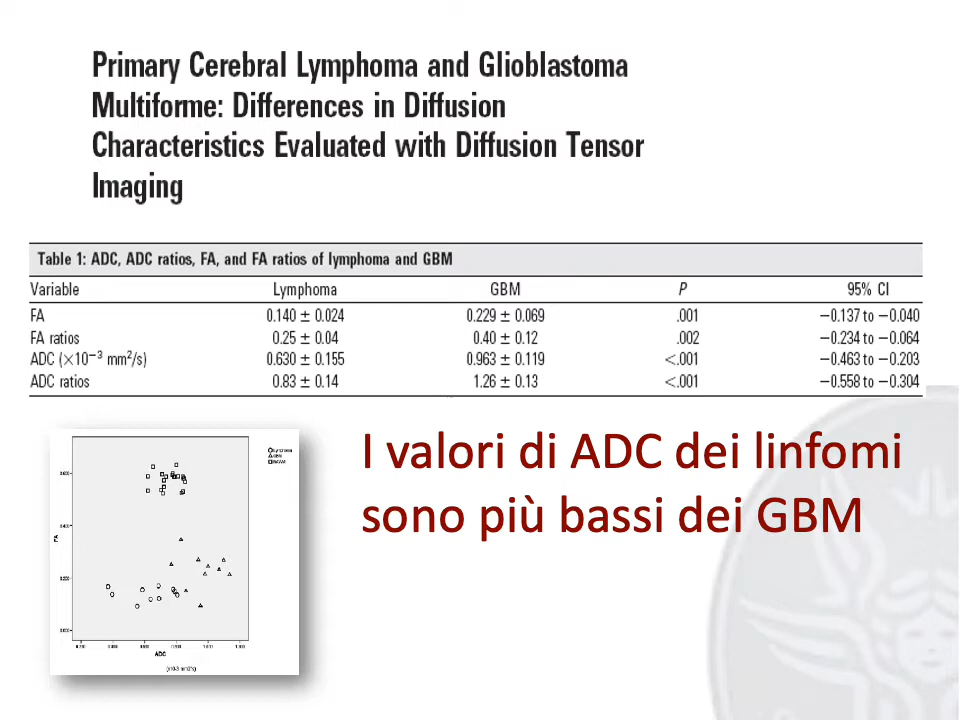 Primary Cerebral Lymphoma and Glioblastoma
Multiforme: Differences in Diffusion
Characteristics Evaluated with Diffusion Tensor
Imaging
Table 1: ADC, ADC ratios, FA, and FA ratios of lymphoma and GBM
Variable Lymphoma GBM P 95% CI
FA 0.140 ± 0.024 0.229 ± 0.069 .001 −0.137 to −0.040
FA ratios 0.25 ± 0.04 0.40 ± 0.12 .002 −0.234 to −0.064
ADC (×10⁻³ mm²/s) 0.630 ± 0.155 0.963 ± 0.119 <.001 −0.463 to −0.203
ADC ratios 0.83 ± 0.14 1.26 ± 0.13 <.001 −0.558 to −0.304
I valori di ADC dei linfomi
sono più bassi dei GBM
FA
ADC